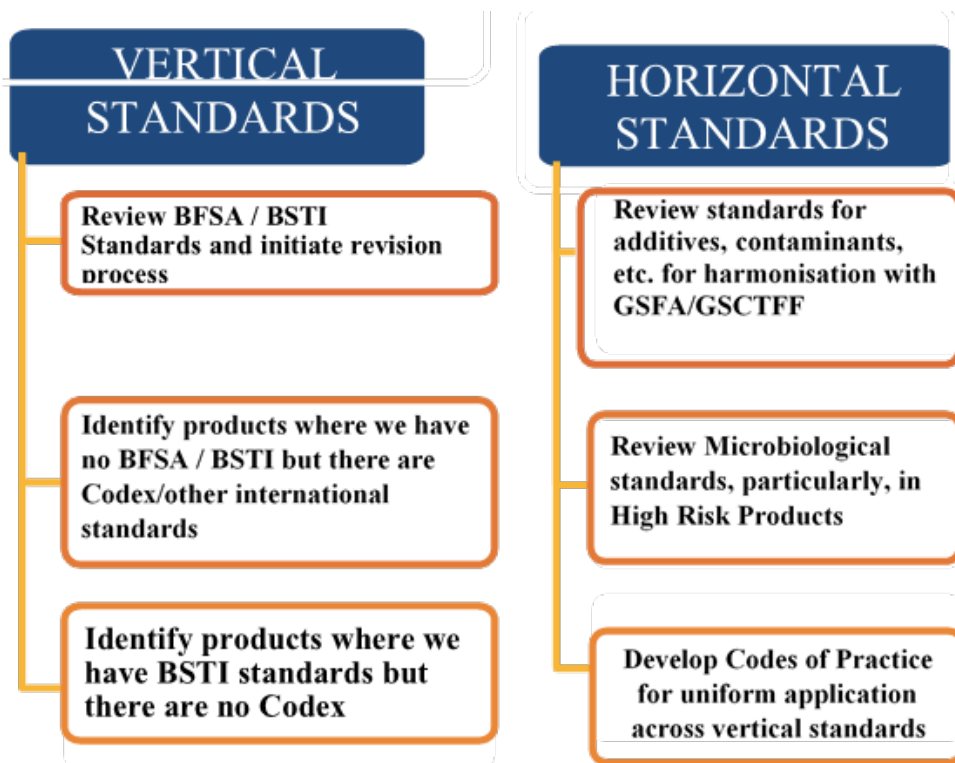 VERTICAL
STANDARDS
Review BFSA / BSTI
Standards and initiate revision
process
Identify products where we have
no BFSA / BSTI but there are
Codex/other international
standards
Identify products where we
have BSTI standards but
there are no Codex
HORIZONTAL
STANDARDS
Review standards for
additives, contaminants,
etc. for harmonisation with
GSFA/GSCTFF
Review Microbiological
standards, particularly, in
High Risk Products
Develop Codes of Practice
for uniform application
across vertical standards